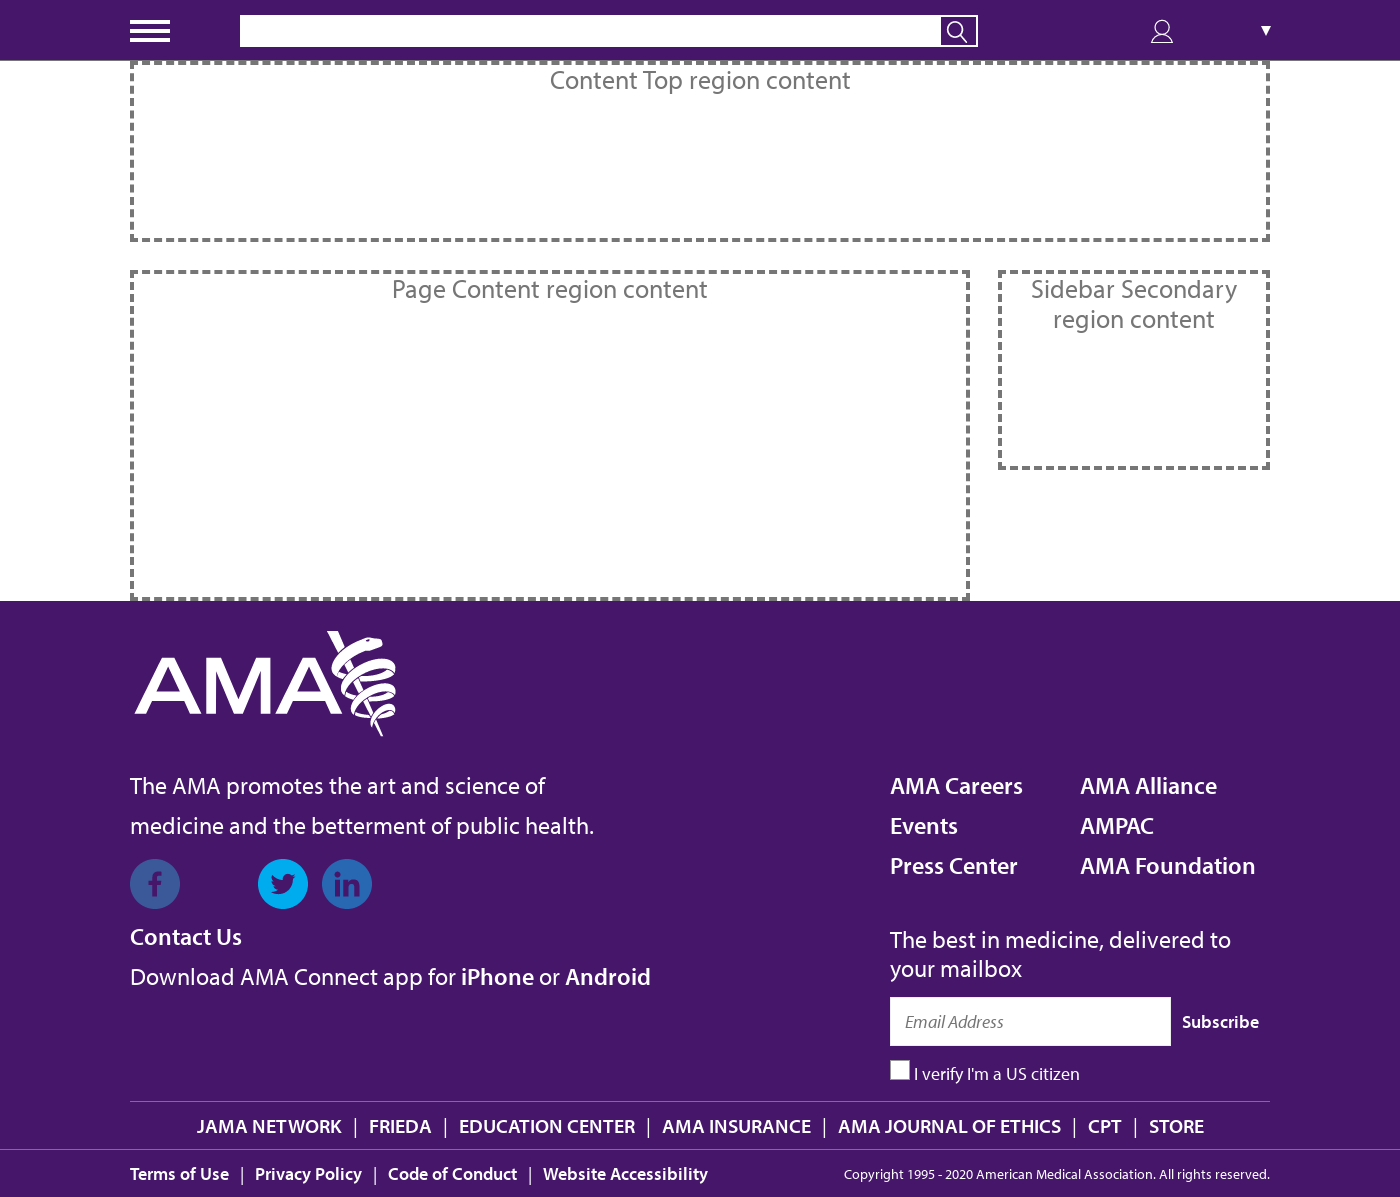 ▼
Content Top region content
Page Content region content
Sidebar Secondary
region content
AMA
The AMA promotes the art and science of
medicine and the betterment of public health.
AMA Careers
AMA Alliance
Events
AMPAC
Press Center
AMA Foundation
f
in
Contact Us
Download AMA Connect app for iPhone or Android
The best in medicine, delivered to
your mailbox
Email Address
Subscribe
I verify I'm a US citizen
JAMA NETWORK | FRIEDA | EDUCATION CENTER | AMA INSURANCE | AMA JOURNAL OF ETHICS | CPT | STORE
Terms of Use | Privacy Policy | Code of Conduct | Website Accessibility
Copyright 1995 - 2020 American Medical Association. All rights reserved.